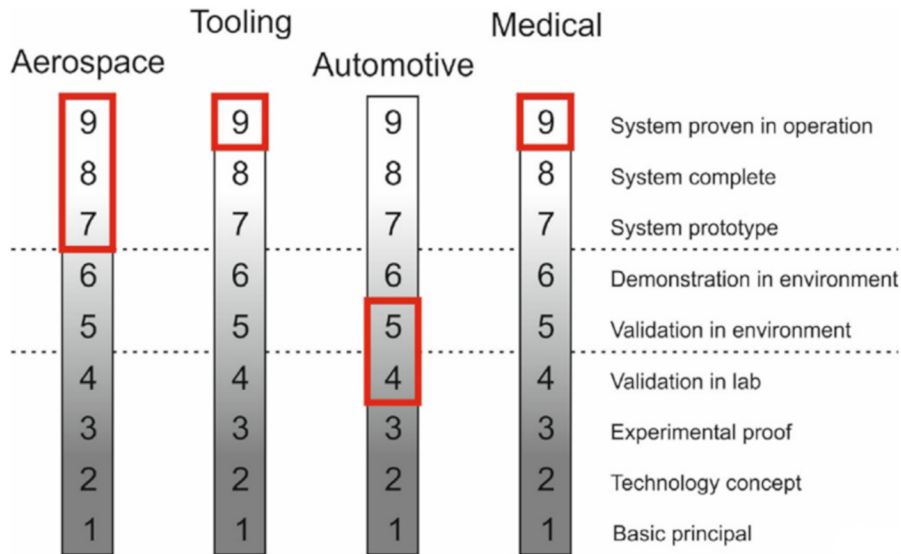 Tooling Medical
Aerospace Automotive
9 9 9 9 System proven in operation
8 8 8 8 System complete
7 7 7 7 System prototype
6 6 6 6 Demonstration in environment
5 5 5 5 Validation in environment
4 4 4 4 Validation in lab
3 3 3 3 Experimental proof
2 2 2 2 Technology concept
1 1 1 1 Basic principal